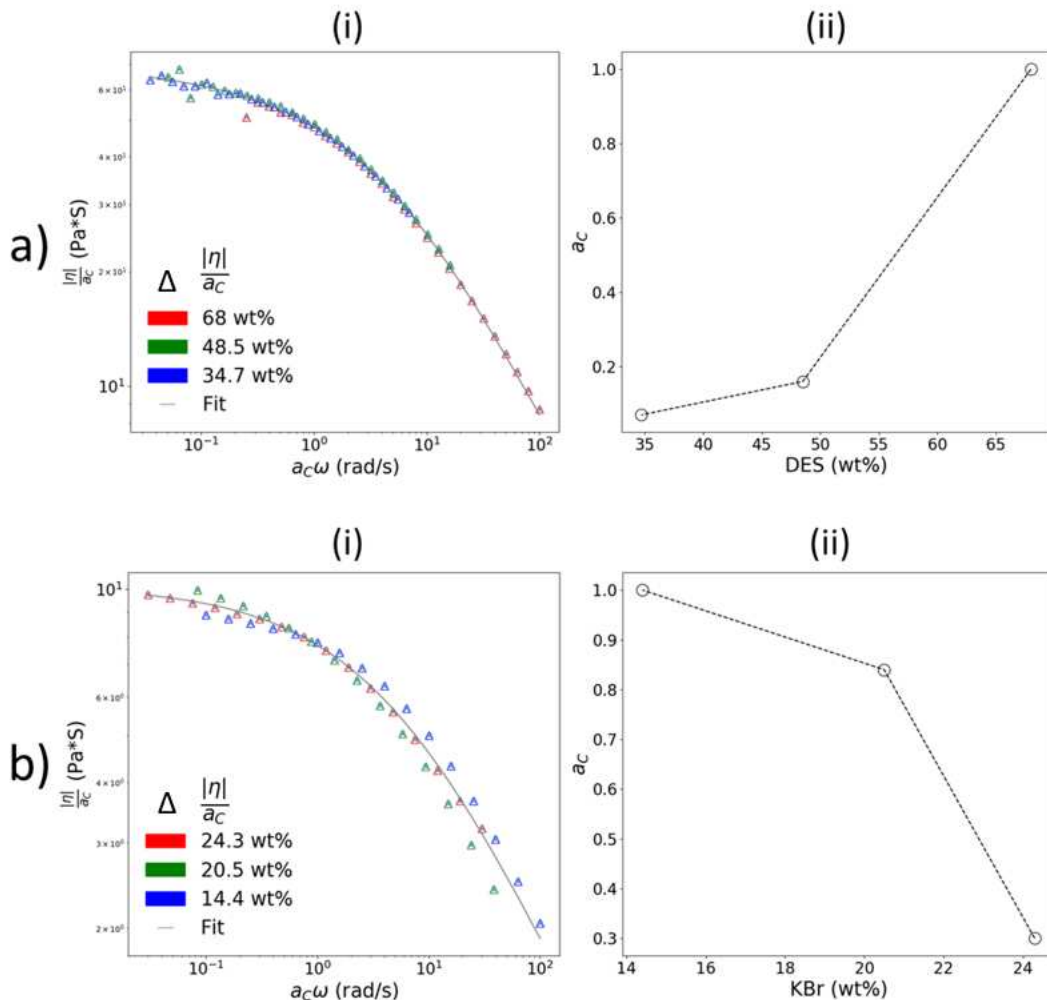 (i)
(ii)
a)
|η|/a_C (Pa*S)
6×10¹
4×10¹
3×10¹
2×10¹
10¹
Δ |η|/a_C
68 wt%
48.5 wt%
34.7 wt%
Fit
10⁻¹ 10⁰ 10¹ 10²
a_Cω (rad/s)
a_C
1.0
0.8
0.6
0.4
0.2
35 40 45 50 55 60 65
DES (wt%)
(i)
(ii)
b)
|η|/a_C (Pa*S)
10¹
6×10⁰
4×10⁰
3×10⁰
2×10⁰
Δ |η|/a_C
24.3 wt%
20.5 wt%
14.4 wt%
Fit
10⁻¹ 10⁰ 10¹ 10²
a_Cω (rad/s)
a_C
1.0
0.9
0.8
0.7
0.6
0.5
0.4
0.3
14 16 18 20 22 24
KBr (wt%)